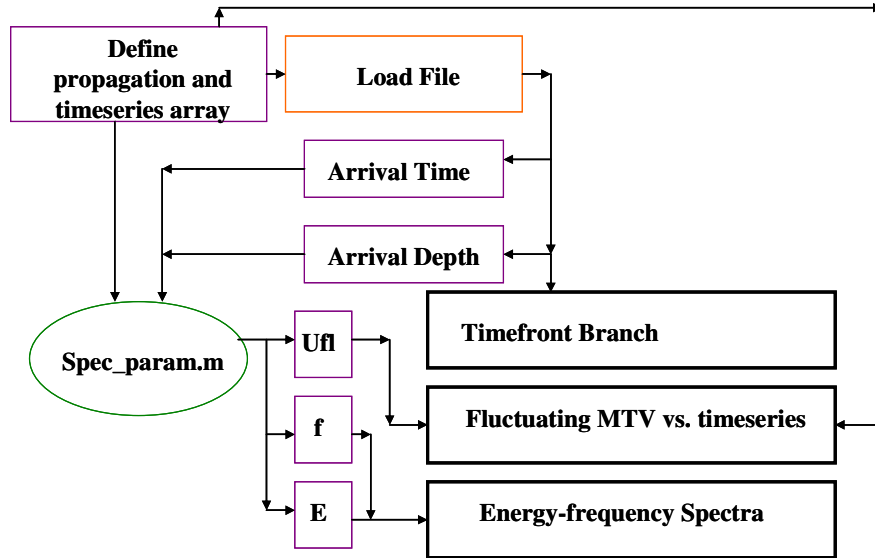 Define
propagation and
timeseries array
Load File
Arrival Time
Arrival Depth
Timefront Branch
Spec_param.m
Ufl
Fluctuating MTV vs. timeseries
f
E
Energy-frequency Spectra